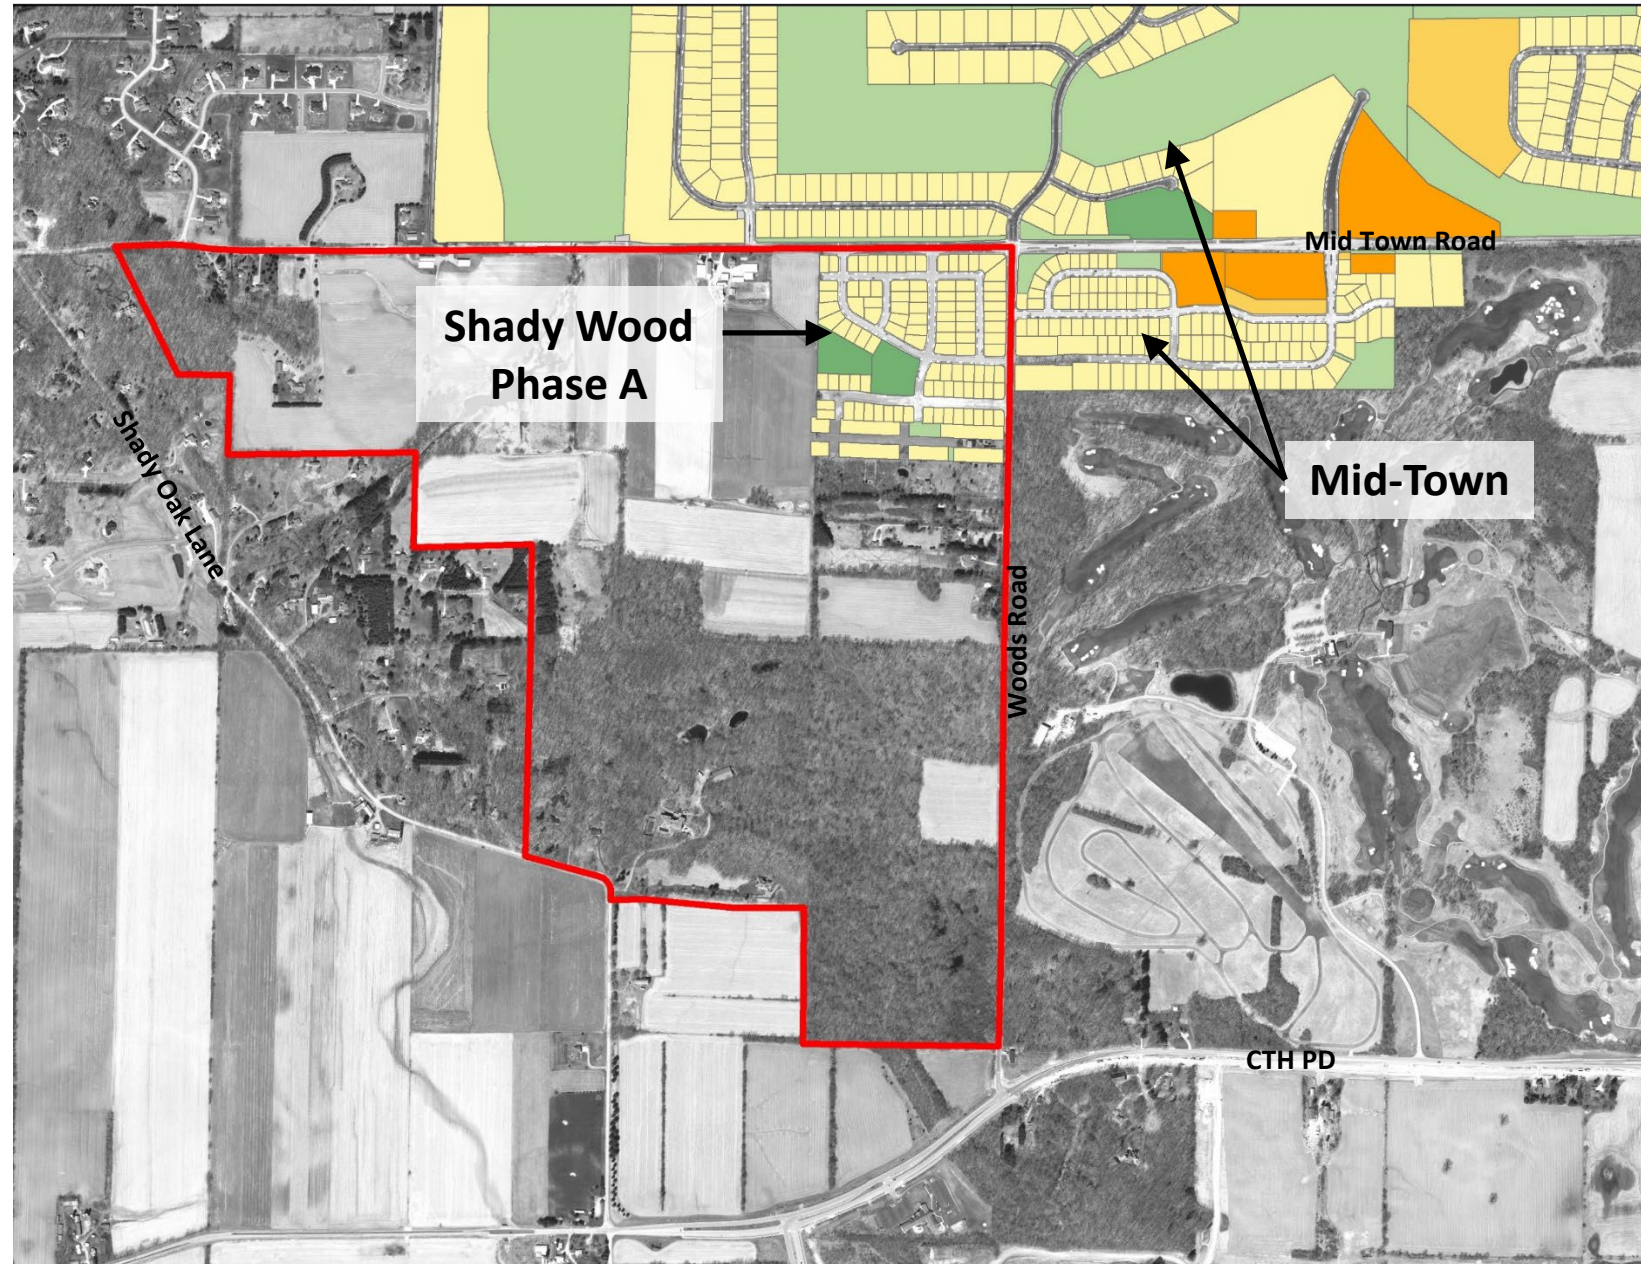 Mid Town Road
Shady Wood
Phase A
Shady Oak Lane
Mid-Town
Woods Road
CTH PD